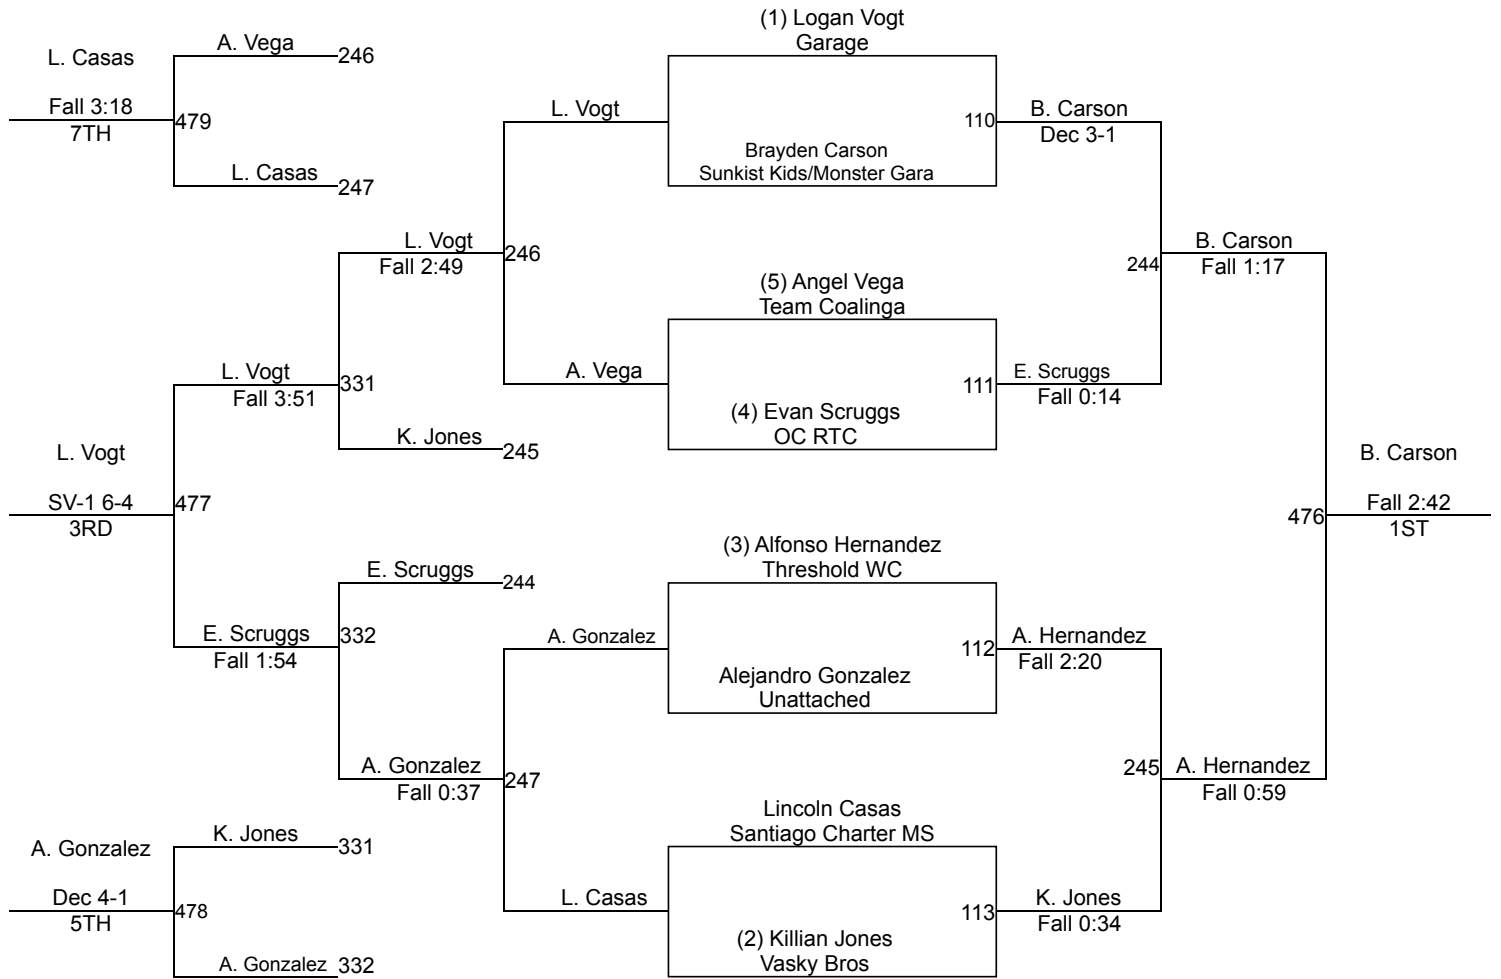 (1) Logan Vogt
Garage
L. Casas
A. Vega
246
Fall 3:18
7TH
479
L. Casas
247
L. Vogt
110
B. Carson
Dec 3-1
Brayden Carson
Sunkist Kids/Monster Gara
L. Vogt
Fall 2:49
246
244
B. Carson
Fall 1:17
(5) Angel Vega
Team Coalinga
L. Vogt
Fall 3:51
331
A. Vega
111
E. Scruggs
Fall 0:14
(4) Evan Scruggs
OC RTC
K. Jones
245
L. Vogt
SV-1 6-4
3RD
477
B. Carson
476
Fall 2:42
1ST
(3) Alfonso Hernandez
Threshold WC
E. Scruggs
244
E. Scruggs
Fall 1:54
332
A. Gonzalez
112
A. Hernandez
Fall 2:20
Alejandro Gonzalez
Unattached
A. Gonzalez
Fall 0:37
247
245
A. Hernandez
Fall 0:59
Lincoln Casas
Santiago Charter MS
A. Gonzalez
K. Jones
331
Dec 4-1
5TH
478
L. Casas
113
K. Jones
Fall 0:34
(2) Killian Jones
Vasky Bros
A. Gonzalez
332